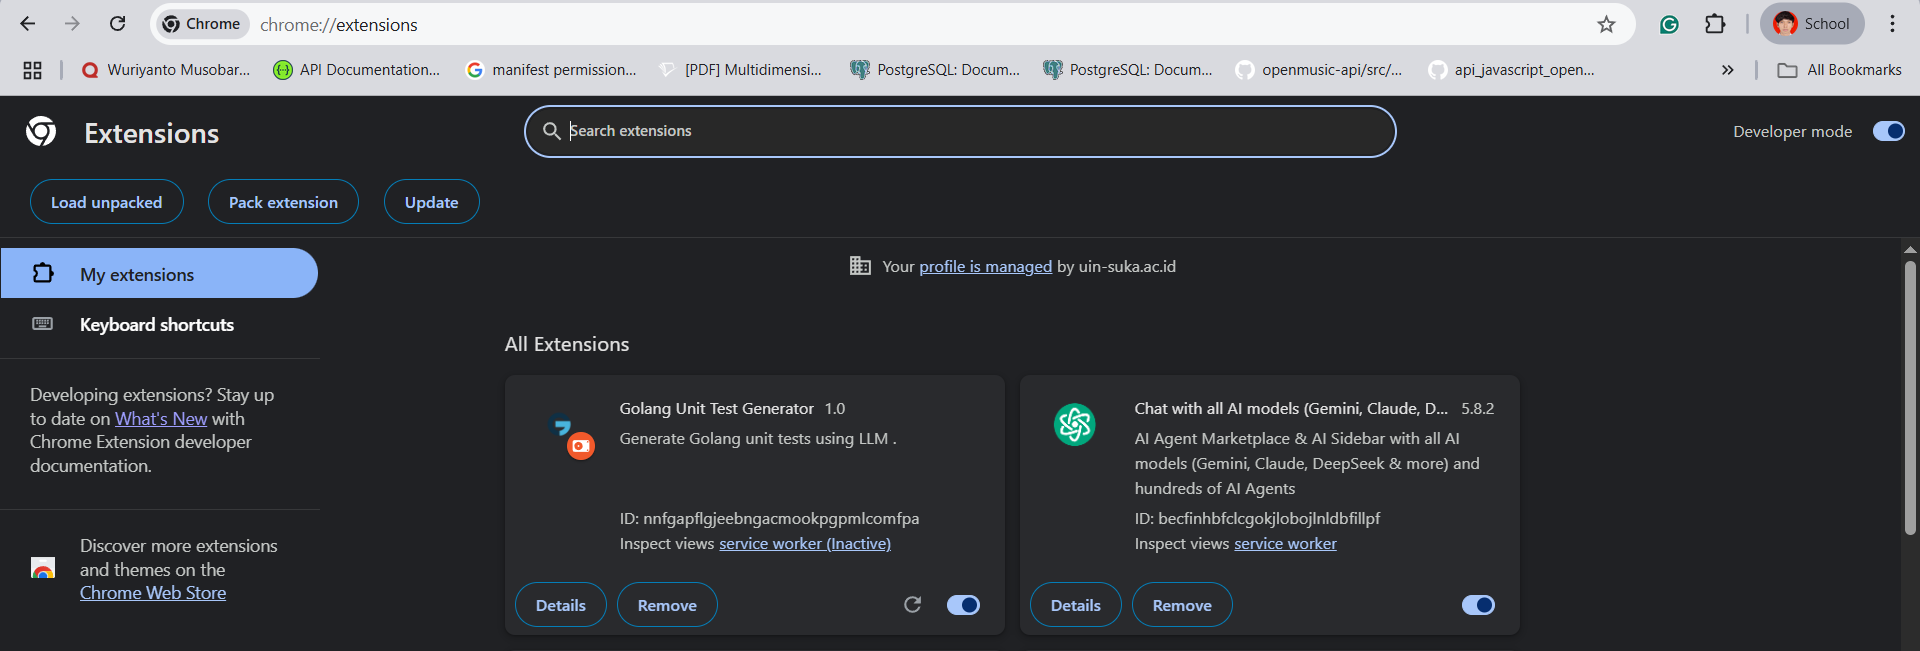 Chrome
chrome://extensions
School
Wuriyanto Musobar...
API Documentation...
manifest permission...
[PDF] Multidimensi...
PostgreSQL: Docum...
PostgreSQL: Docum...
openmusic-api/src/...
api_javascript_open...
All Bookmarks
Extensions
Search extensions
Developer mode
Load unpacked
Pack extension
Update
My extensions
Keyboard shortcuts
Developing extensions? Stay up
to date on What's New with
Chrome Extension developer
documentation.
Discover more extensions
and themes on the
Chrome Web Store
Your profile is managed by uin-suka.ac.id
All Extensions
Golang Unit Test Generator 1.0
Generate Golang unit tests using LLM .
ID: nnfgapflgjeebngacmookpgpmlcomfpa
Inspect views service worker (Inactive)
Details
Remove
Chat with all AI models (Gemini, Claude, D... 5.8.2
AI Agent Marketplace & AI Sidebar with all AI
models (Gemini, Claude, DeepSeek & more) and
hundreds of AI Agents
ID: becfinhbfclcgokjlobojlnldbfillpf
Inspect views service worker
Details
Remove